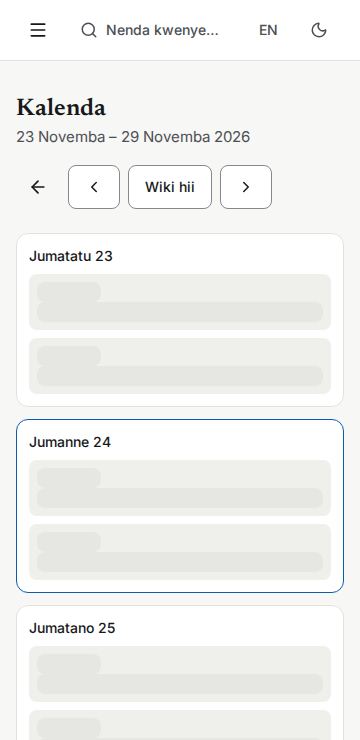 Nenda kwenye...
EN
Kalenda
23 Novemba – 29 Novemba 2026
Wiki hii
Jumatatu 23
Jumanne 24
Jumatano 25